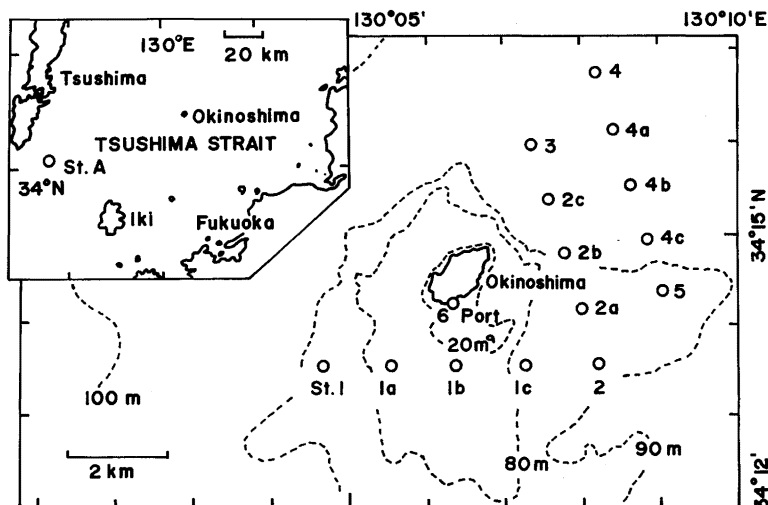 130°05'
130°10'
130°E
20 km
Tsushima
Okinoshima
TSUSHIMA STRAIT
St. A
34°N
Iki
Fukuoka
4
4a
3
4b
2c
34°15'N
4c
2b
Okinoshima
5
6 Port
2a
20m
St. 1
1a
1b
1c
2
100 m
2 km
80 m
90 m
34°12'